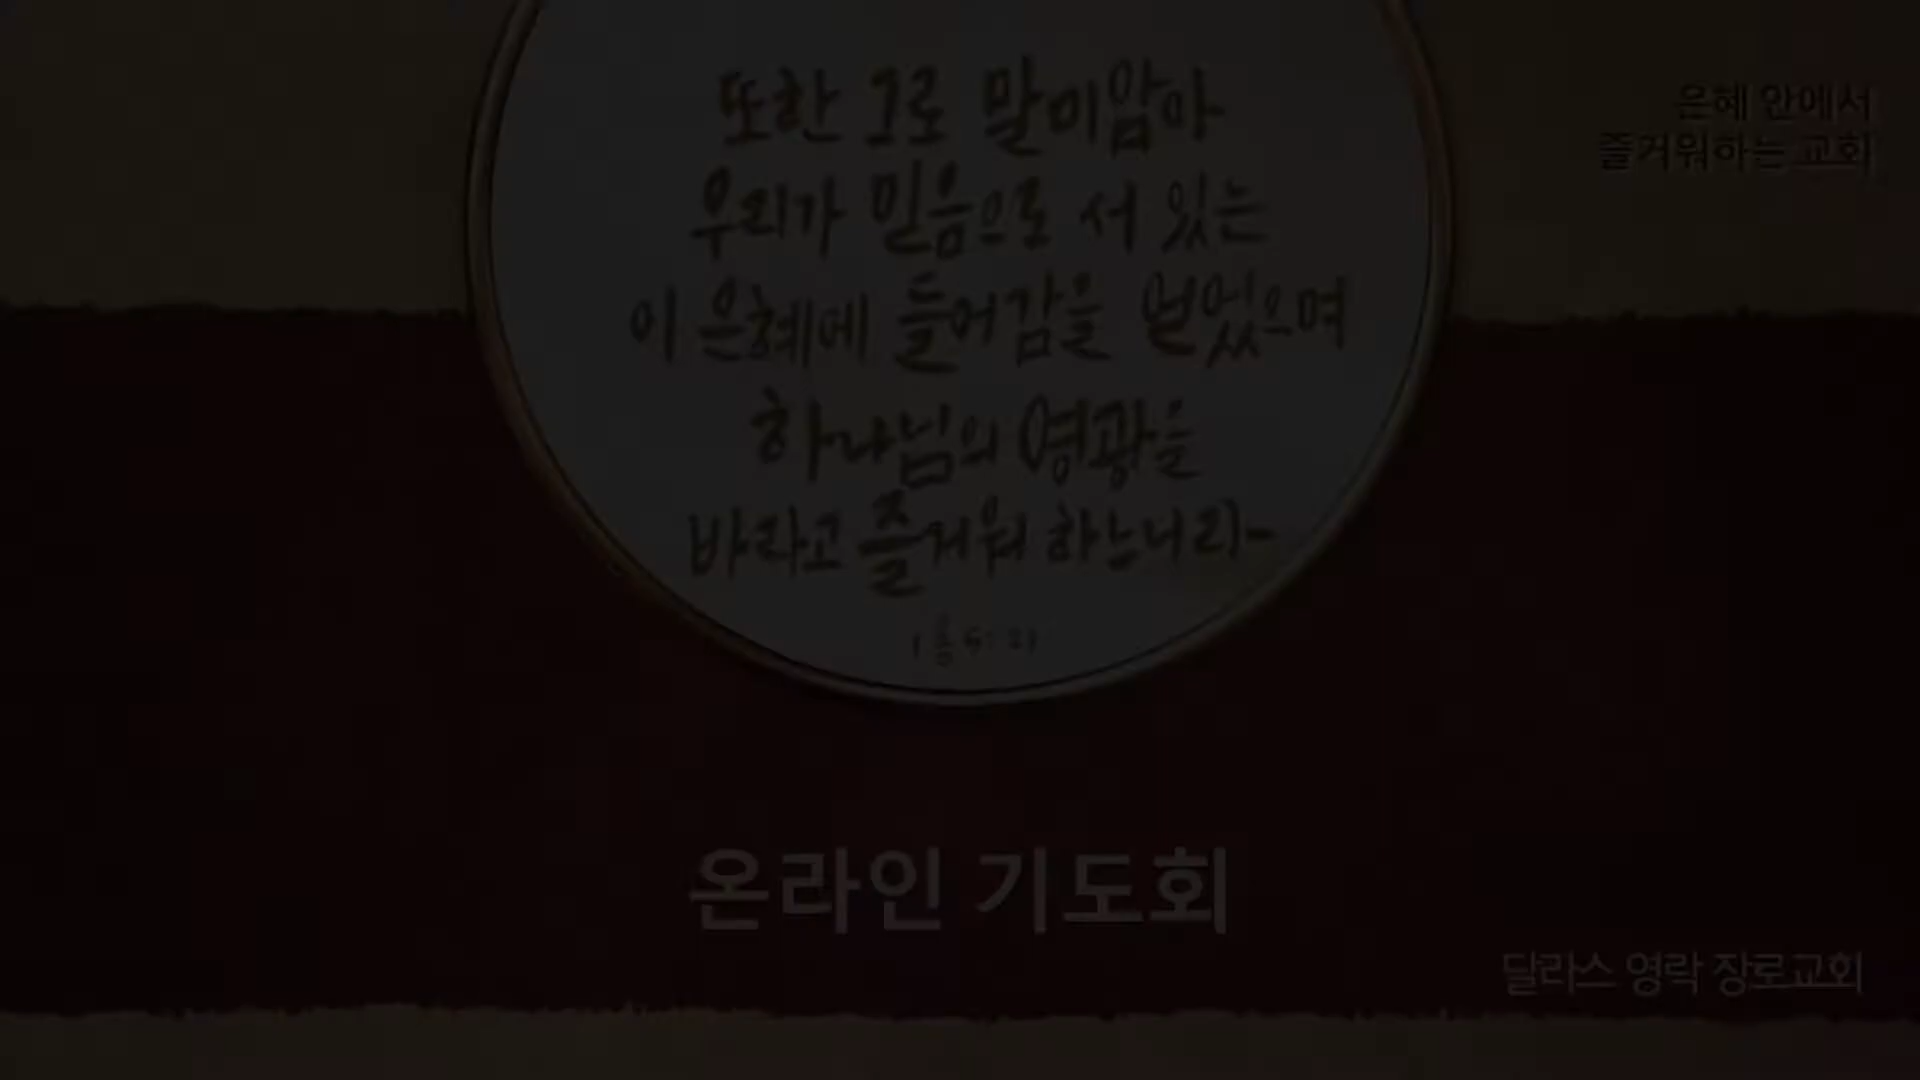 또한 그로 말미암아
우리가 믿음으로 서 있는
이 은혜에 들어감을 얻었으며
하나님의 영광을
바라고 즐거워 하느니라
은혜 안에서
즐거워하는 교회
온라인 기도회
달라스 영락 장로교회